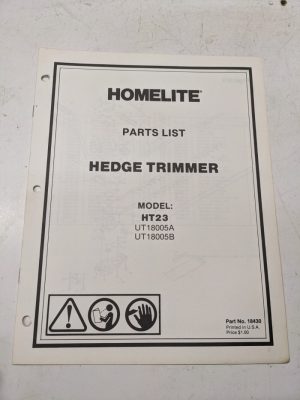 HOMELITE®
PARTS LIST
HEDGE TRIMMER
MODEL:
HT23
UT18005A
UT18005B
Part No. 18430
Printed in U.S.A.
Price $1.00